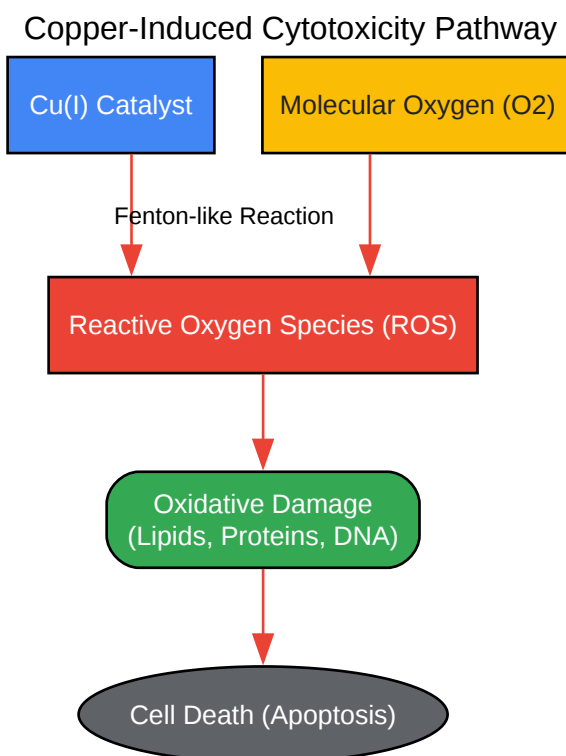 Copper-Induced Cytotoxicity Pathway
Cu(I) Catalyst
Molecular Oxygen (O2)
Fenton-like Reaction
Reactive Oxygen Species (ROS)
Oxidative Damage
(Lipids, Proteins, DNA)
Cell Death (Apoptosis)